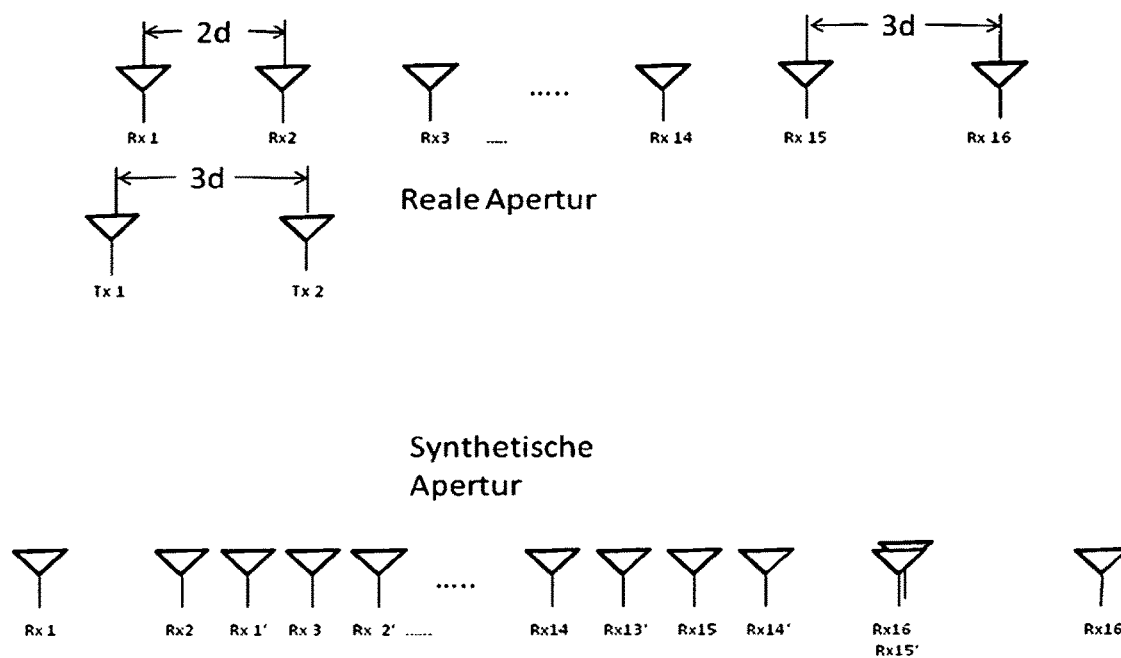 2d 3d
Rx 1 Rx2 Rx3 ..... Rx 14 Rx 15 Rx 16
.....
3d
Reale Apertur
Tx 1 Tx 2
Synthetische
Apertur
.....
Rx 1 Rx2 Rx 1' Rx 3 Rx 2' ...... Rx14 Rx13' Rx15 Rx14' Rx16 Rx16
Rx15'